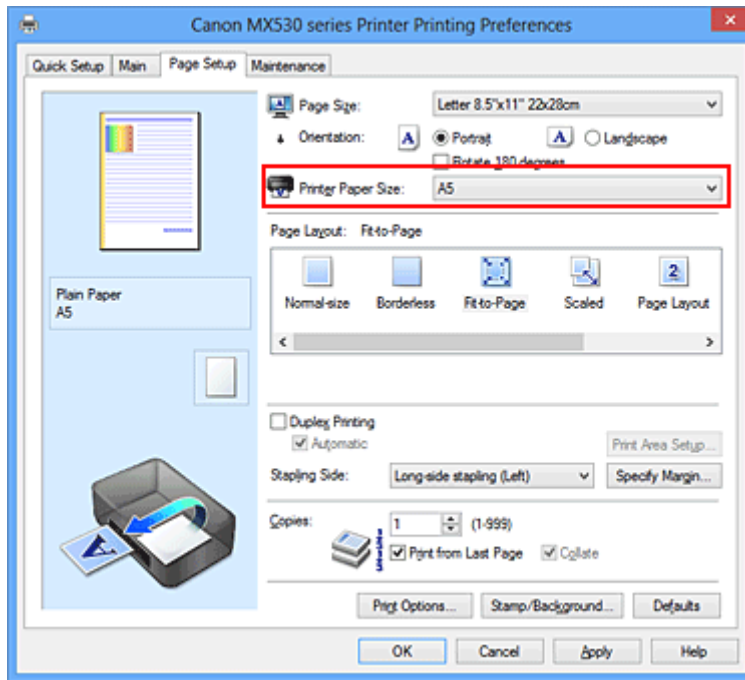 Canon MX530 series Printer Printing Preferences
Quick Setup Main Page Setup Maintenance
Page Size: Letter 8.5"x11" 22x28cm
Orientation: A Portrait A Landscape
Rotate 180 degrees
Printer Paper Size: A5
Page Layout: Fit-to-Page
Normal-size Borderless Fit-to-Page Scaled Page Layout
Plain Paper
A5
Duplex Printing
Automatic
Print Area Setup...
Stapling Side: Long-side stapling (Left) Specify Margin...
Copies: 1 (1-999)
Print from Last Page Collate
Print Options... Stamp/Background... Defaults
OK Cancel Apply Help